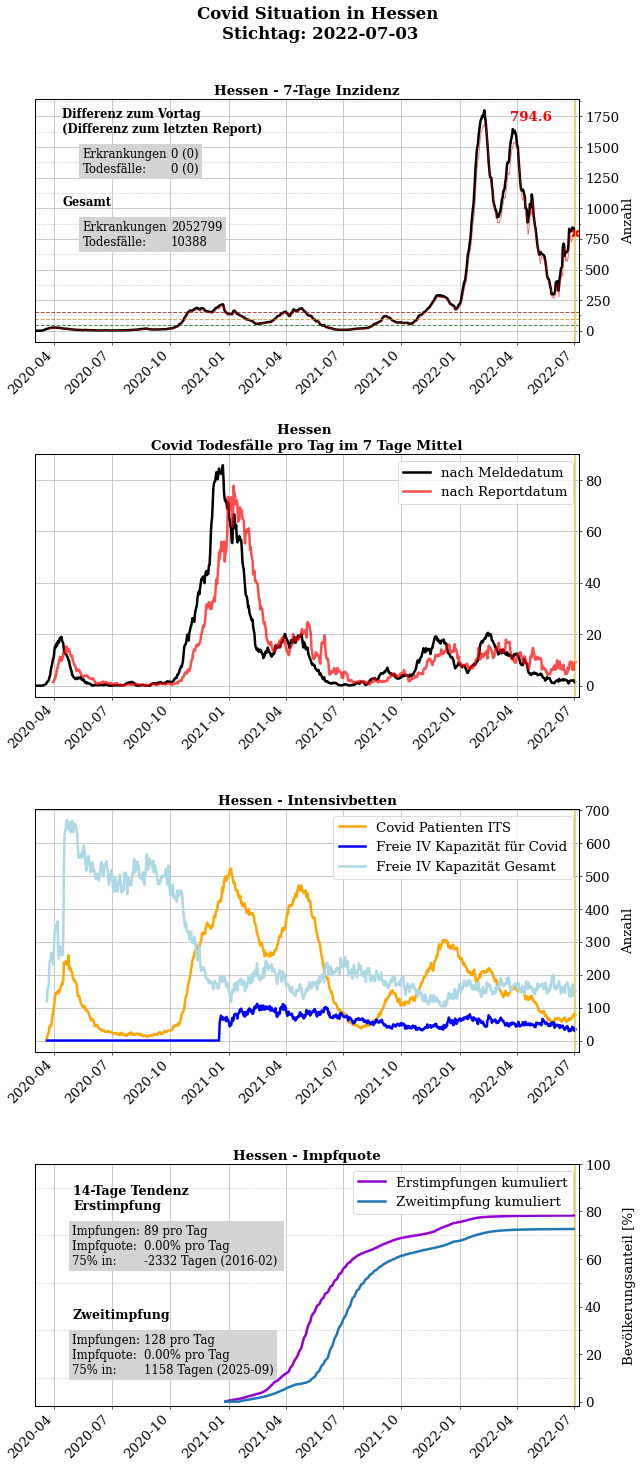 Covid Situation in Hessen
Stichtag: 2022-07-03
Hessen - 7-Tage Inzidenz
Differenz zum Vortag
(Differenz zum letzten Report)
Erkrankungen 0 (0)
Todesfälle: 0 (0)
Gesamt
Erkrankungen 2052799
Todesfälle: 10388
794.6
1750
1500
1250
1000
750
500
250
0
Anzahl
2020-04
2020-07
2020-10
2021-01
2021-04
2021-07
2021-10
2022-01
2022-04
2022-07
Hessen
Covid Todesfälle pro Tag im 7 Tage Mittel
nach Meldedatum
nach Reportdatum
80
60
40
20
0
2020-04
2020-07
2020-10
2021-01
2021-04
2021-07
2021-10
2022-01
2022-04
2022-07
Hessen - Intensivbetten
Covid Patienten ITS
Freie IV Kapazität für Covid
Freie IV Kapazität Gesamt
700
600
500
400
300
200
100
0
Anzahl
2020-04
2020-07
2020-10
2021-01
2021-04
2021-07
2021-10
2022-01
2022-04
2022-07
Hessen - Impfquote
14-Tage Tendenz
Erstimpfung
Impfungen: 89 pro Tag
Impfquote: 0.00% pro Tag
75% in: -2332 Tagen (2016-02)
Zweitimpfung
Impfungen: 128 pro Tag
Impfquote: 0.00% pro Tag
75% in: 1158 Tagen (2025-09)
Erstimpfungen kumuliert
Zweitimpfung kumuliert
100
80
60
40
20
0
Bevölkerungsanteil [%]
2020-04
2020-07
2020-10
2021-01
2021-04
2021-07
2021-10
2022-01
2022-04
2022-07